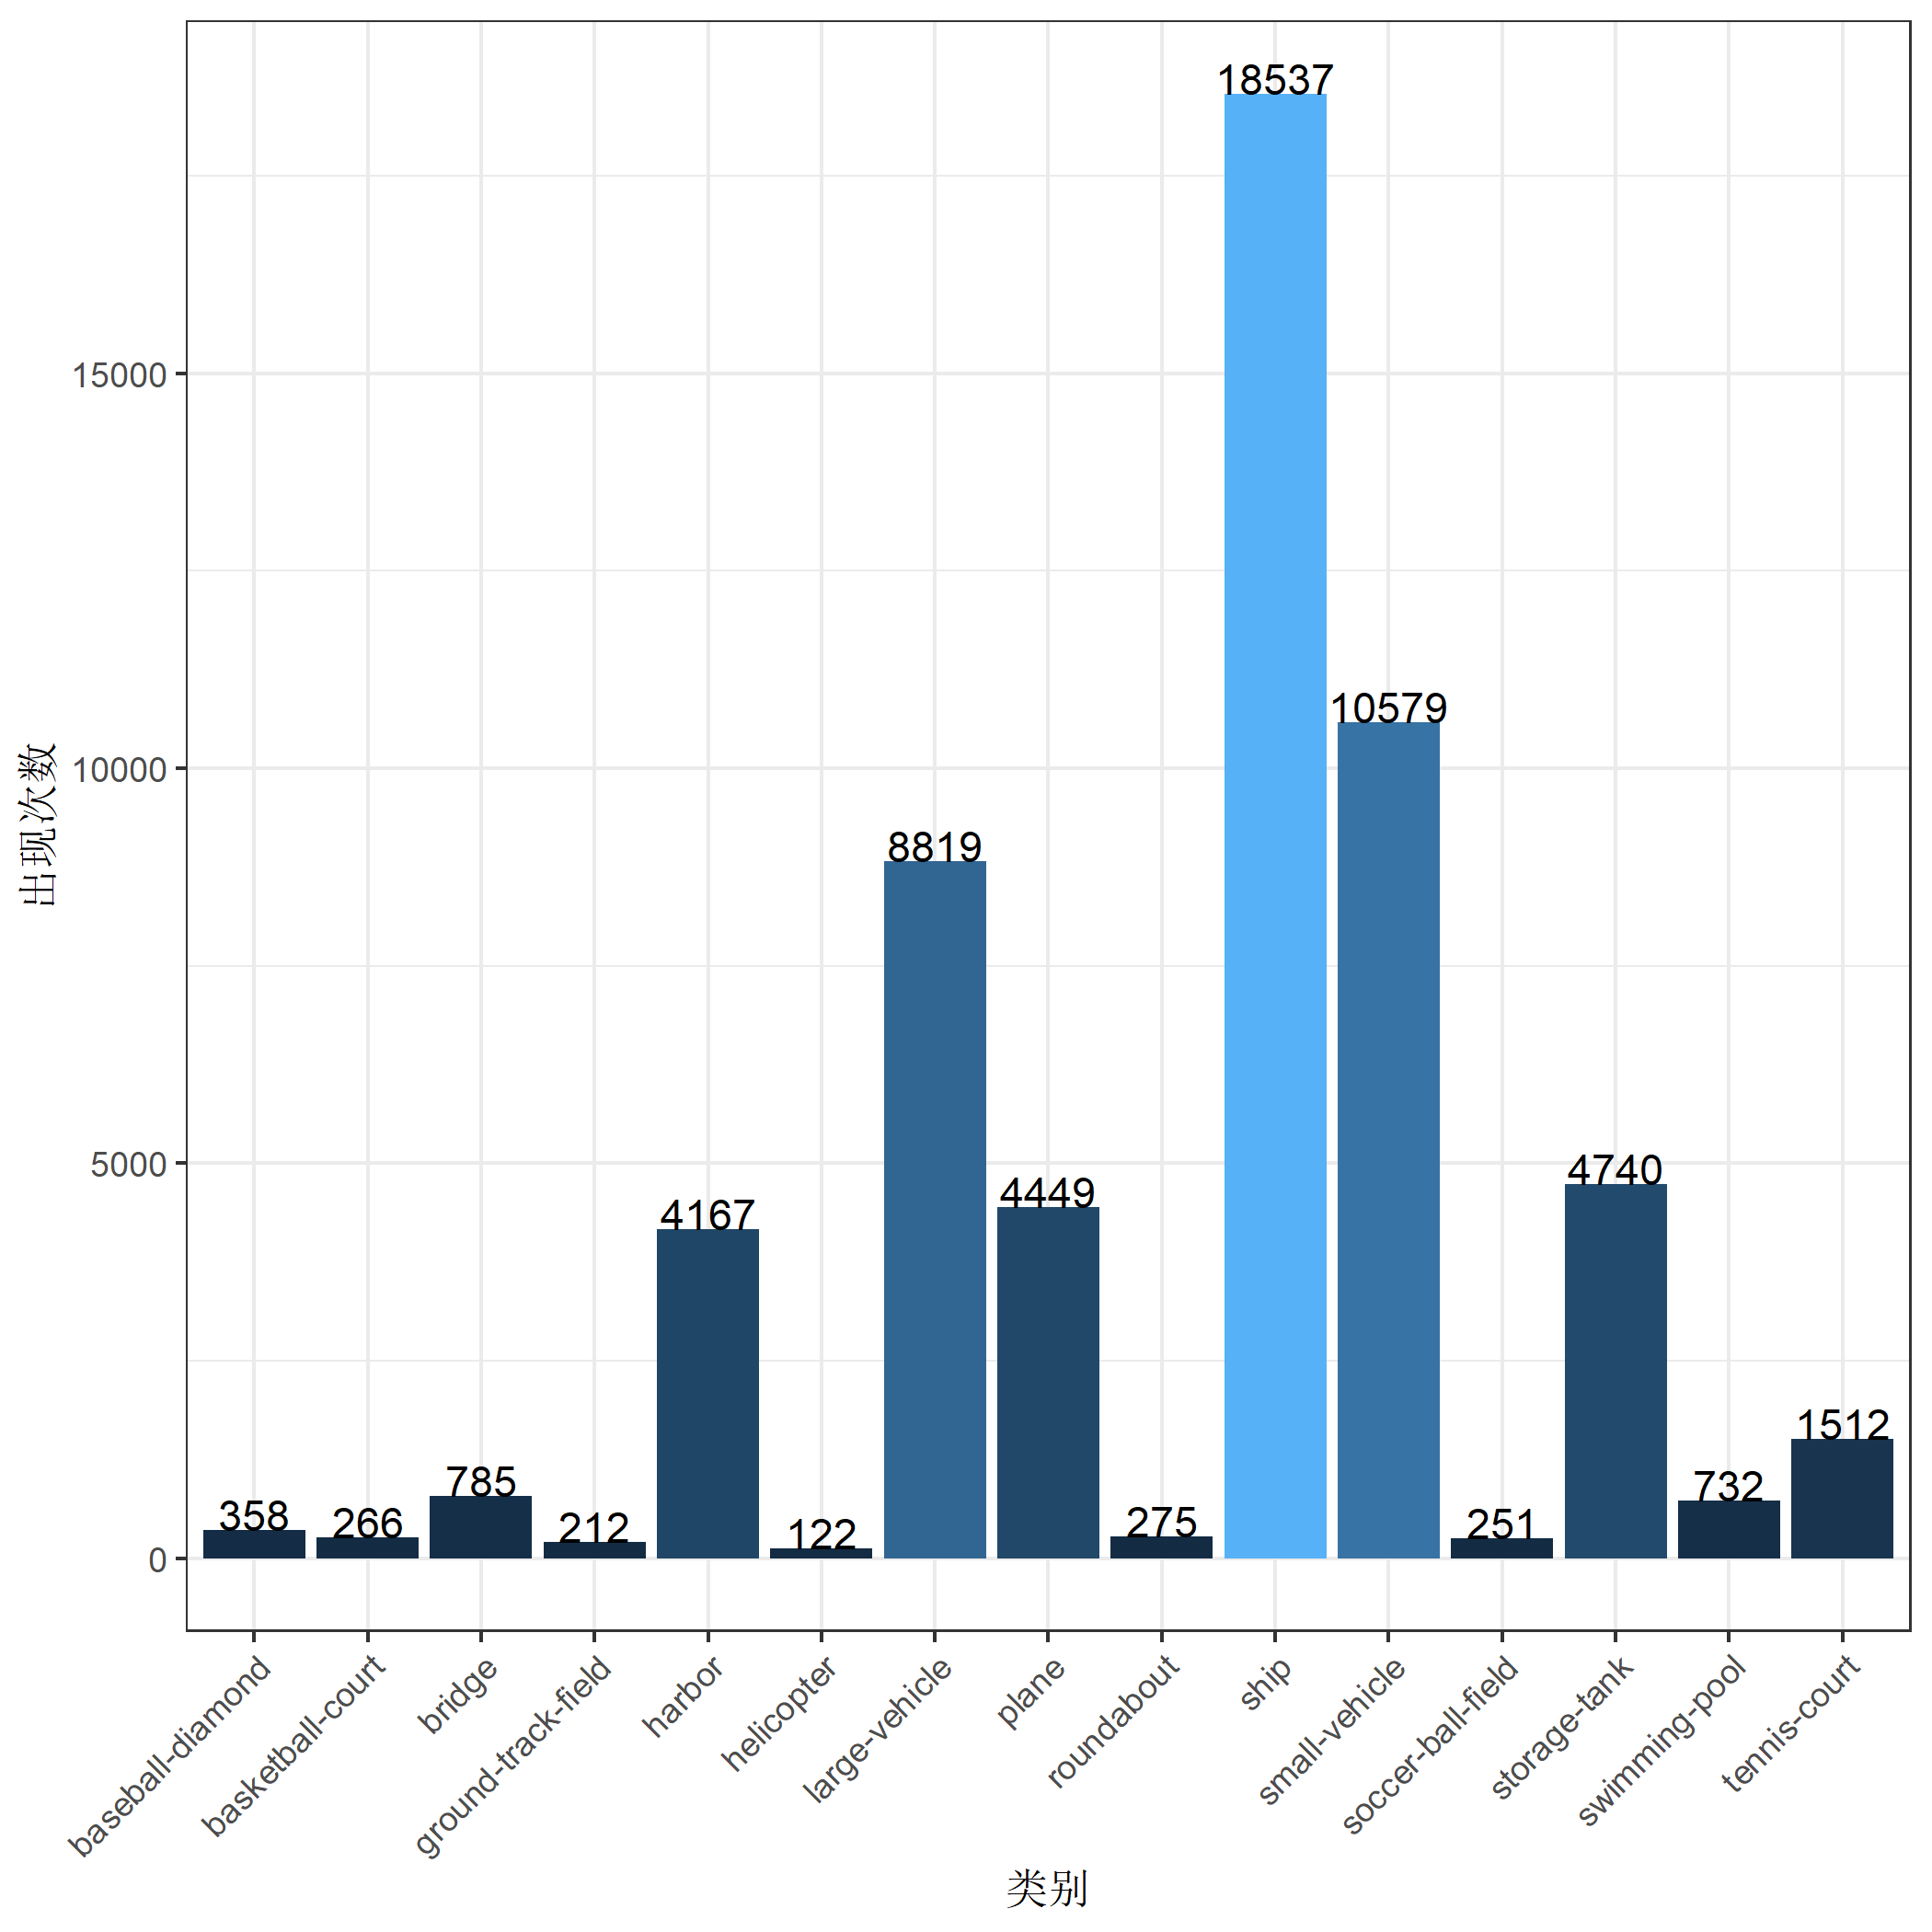 出现次数
15000
10000
5000
0
358
266
785
212
4167
122
8819
4449
275
18537
10579
251
4740
732
1512
baseball-diamond
basketball-court
bridge
ground-track-field
harbor
helicopter
large-vehicle
plane
roundabout
ship
small-vehicle
soccer-ball-field
storage-tank
swimming-pool
tennis-court
类别